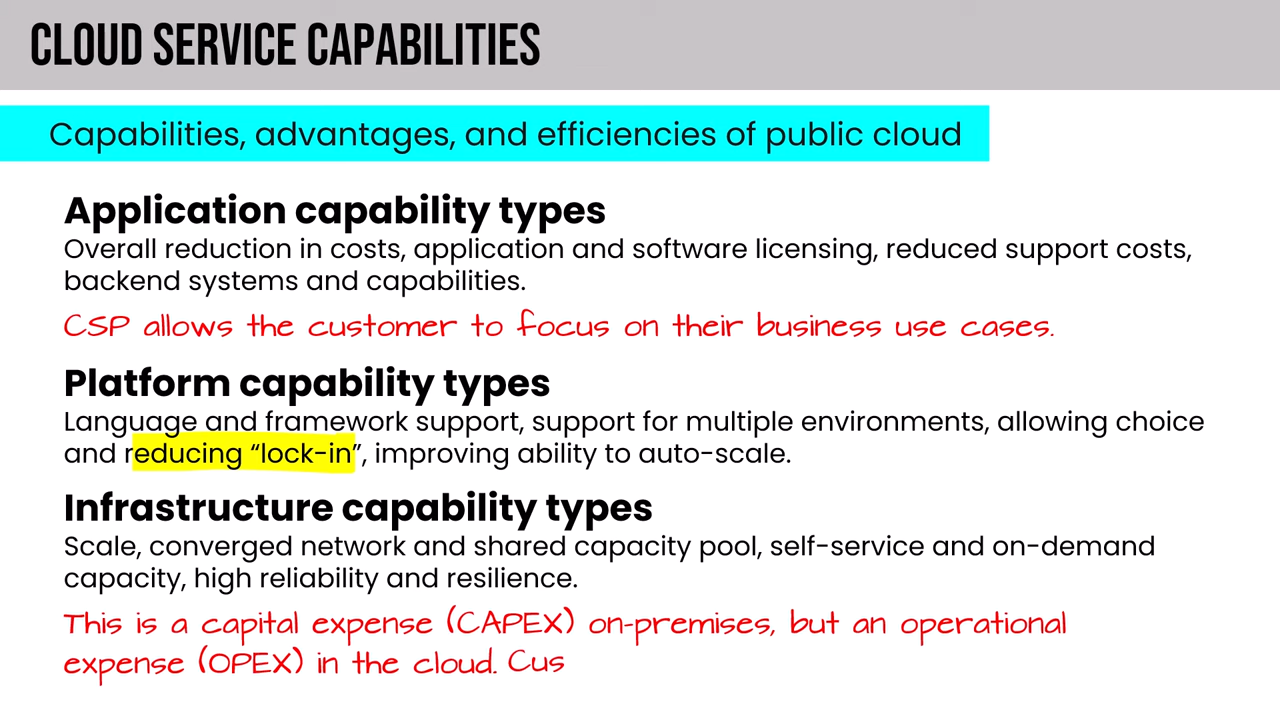 CLOUD SERVICE CAPABILITIES
Capabilities, advantages, and efficiencies of public cloud
Application capability types
Overall reduction in costs, application and software licensing, reduced support costs,
backend systems and capabilities.
CSP allows the customer to focus on their business use cases.
Platform capability types
Language and framework support, support for multiple environments, allowing choice
and reducing “lock-in”, improving ability to auto-scale.
Infrastructure capability types
Scale, converged network and shared capacity pool, self-service and on-demand
capacity, high reliability and resilience.
This is a capital expense (CAPEX) on-premises, but an operational
expense (OPEX) in the cloud. Cus